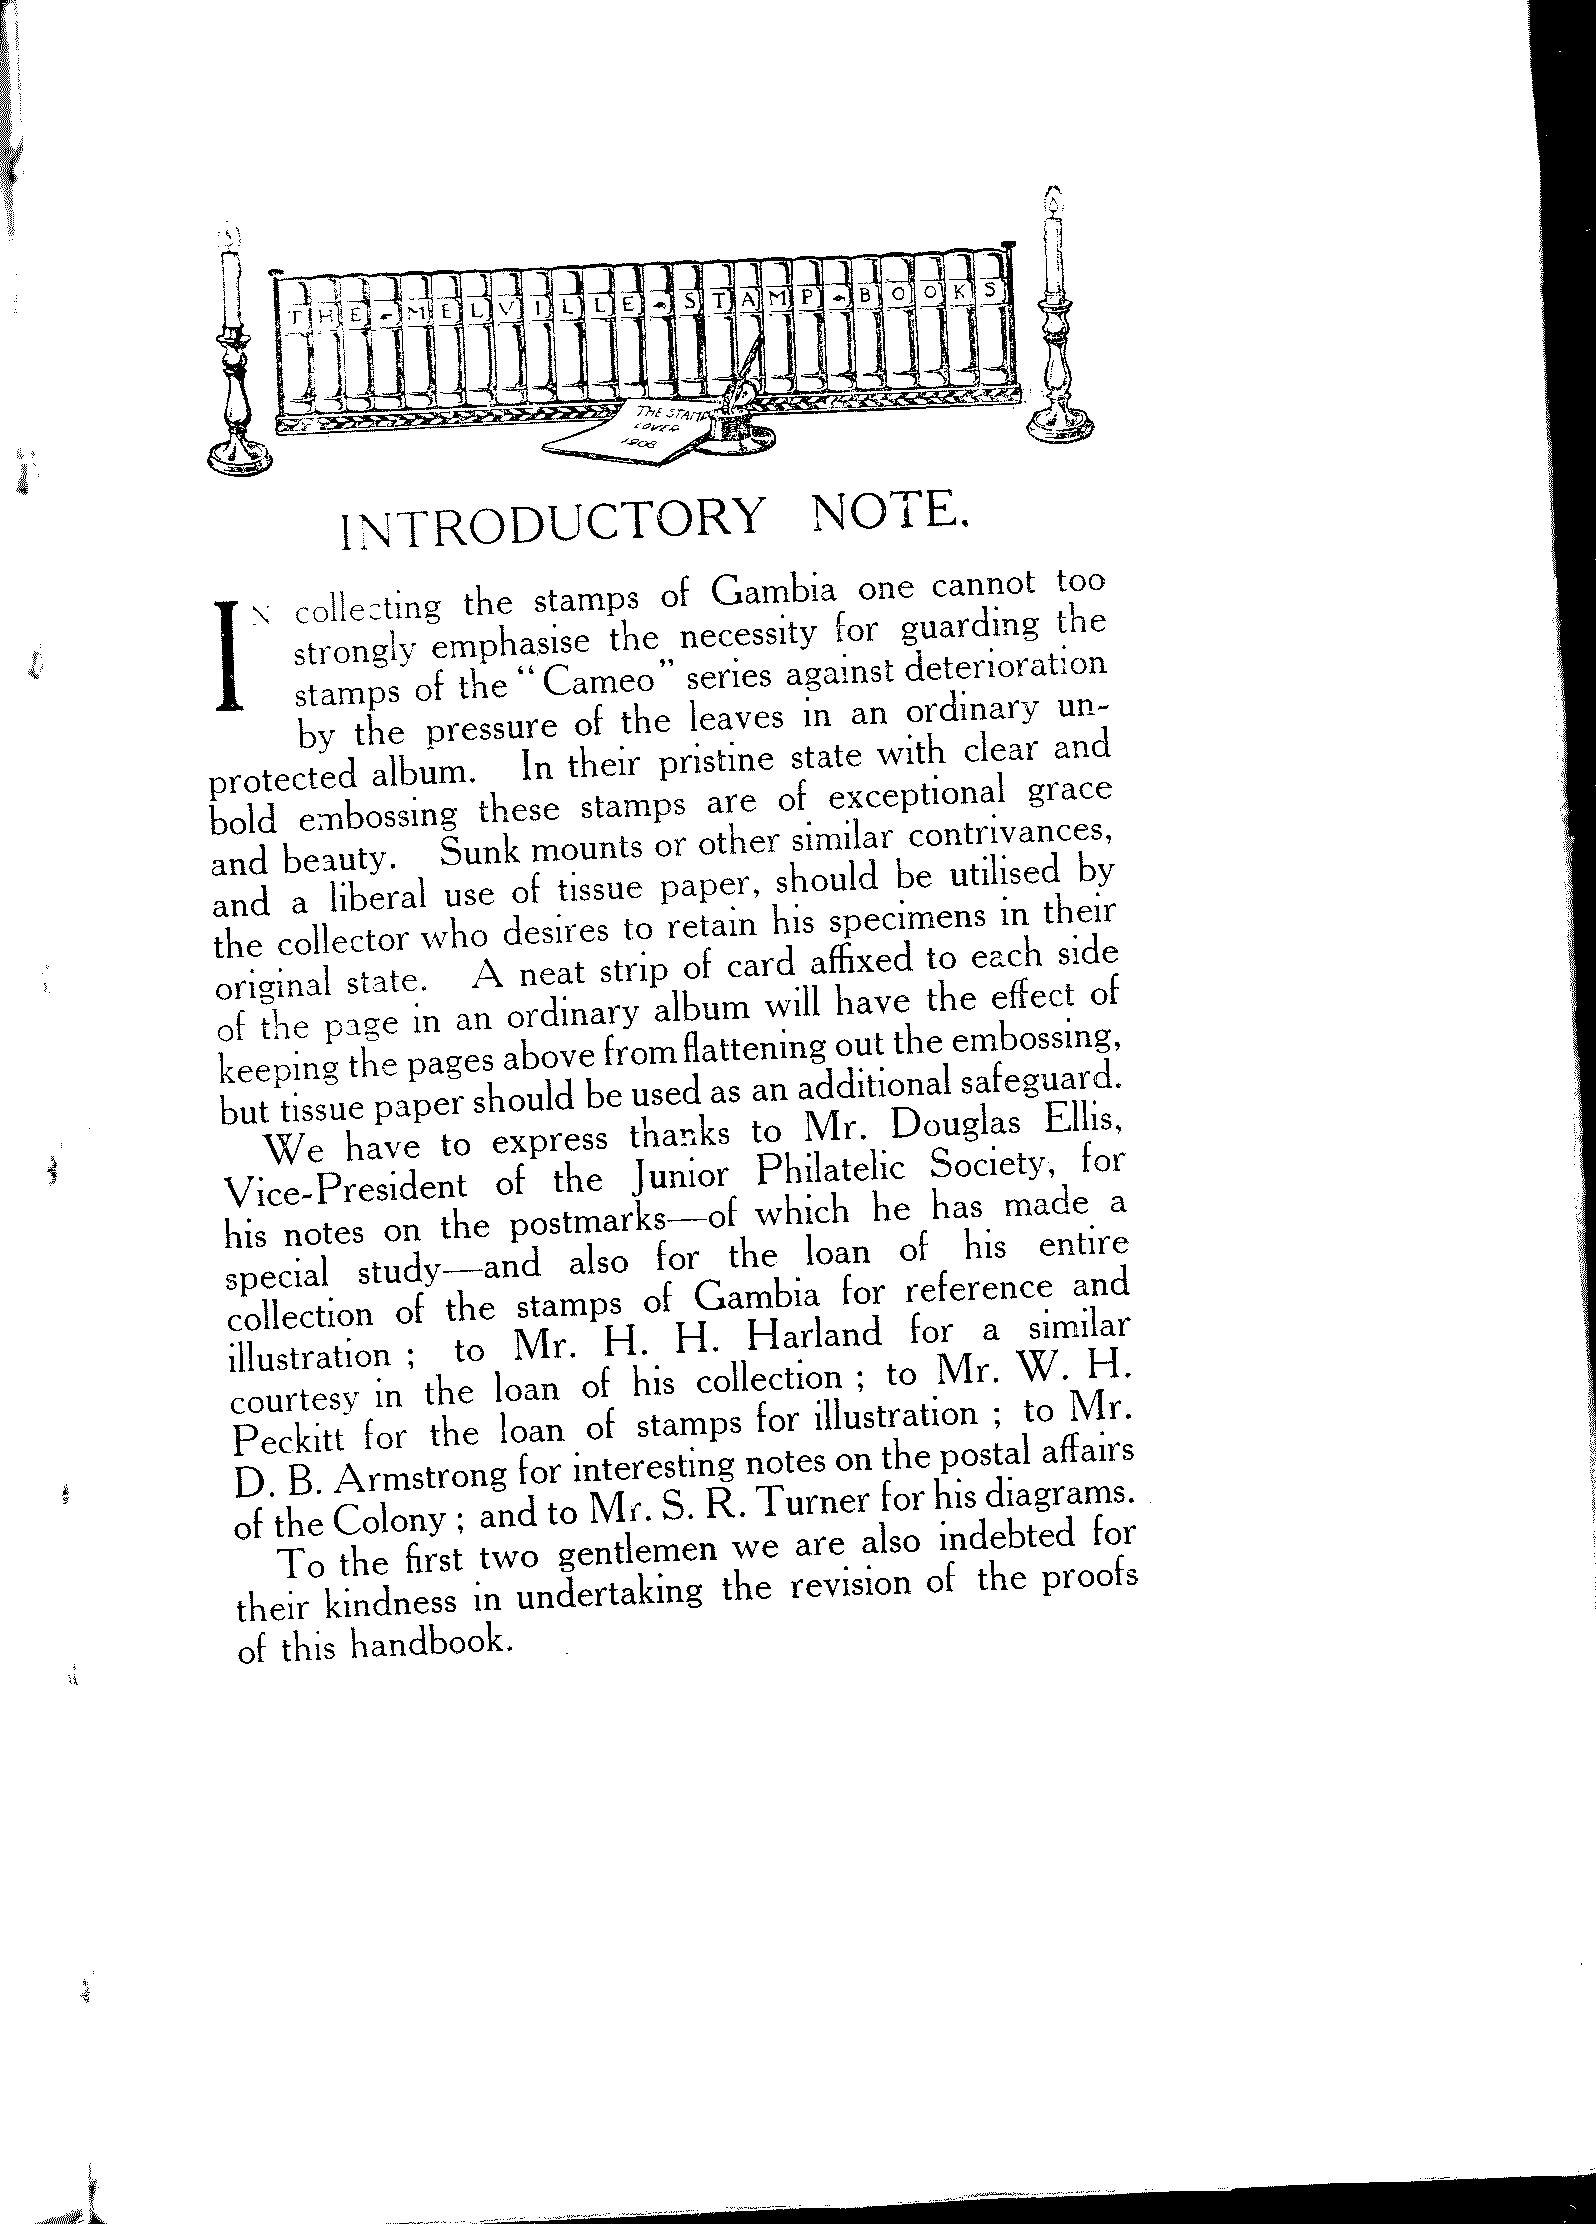 THE - MELVILLE - STAMP - BOOKS
THE STAMP
LOVER
1908
INTRODUCTORY NOTE.
IN collecting the stamps of Gambia one cannot too
strongly emphasise the necessity for guarding the
stamps of the "Cameo" series against deterioration
by the pressure of the leaves in an ordinary un-
protected album. In their pristine state with clear and
bold embossing these stamps are of exceptional grace
and beauty. Sunk mounts or other similar contrivances,
and a liberal use of tissue paper, should be utilised by
the collector who desires to retain his specimens in their
original state. A neat strip of card affixed to each side
of the page in an ordinary album will have the effect of
keeping the pages above from flattening out the embossing,
but tissue paper should be used as an additional safeguard.
We have to express thanks to Mr. Douglas Ellis,
Vice-President of the Junior Philatelic Society, for
his notes on the postmarks—of which he has made a
special study—and also for the loan of his entire
collection of the stamps of Gambia for reference and
illustration ; to Mr. H. H. Harland for a similar
courtesy in the loan of his collection ; to Mr. W. H.
Peckitt for the loan of stamps for illustration ; to Mr.
D. B. Armstrong for interesting notes on the postal affairs
of the Colony ; and to Mr. S. R. Turner for his diagrams.
To the first two gentlemen we are also indebted for
their kindness in undertaking the revision of the proofs
of this handbook.